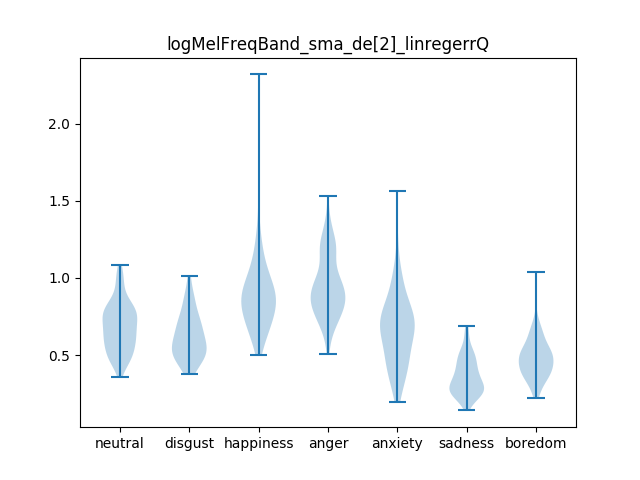 logMelFreqBand_sma_de[2]_linregerrQ
2.0
1.5
1.0
0.5
neutral disgust happiness anger anxiety sadness boredom